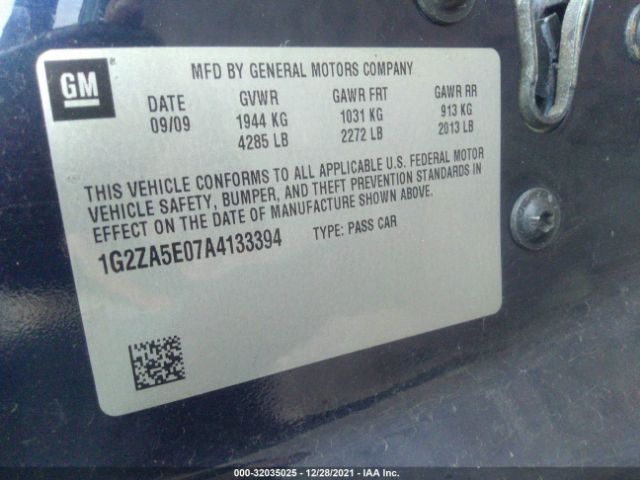 GM
MFD BY GENERAL MOTORS COMPANY
DATE GVWR GAWR FRT GAWR RR
09/09 1944 KG 1031 KG 913 KG
4285 LB 2272 LB 2013 LB
THIS VEHICLE CONFORMS TO ALL APPLICABLE U.S. FEDERAL MOTOR
VEHICLE SAFETY, BUMPER, AND THEFT PREVENTION STANDARDS IN
EFFECT ON THE DATE OF MANUFACTURE SHOWN ABOVE.
1G2ZA5E07A4133394 TYPE: PASS CAR
000-32035025 - 12/28/2021 - IAA Inc.